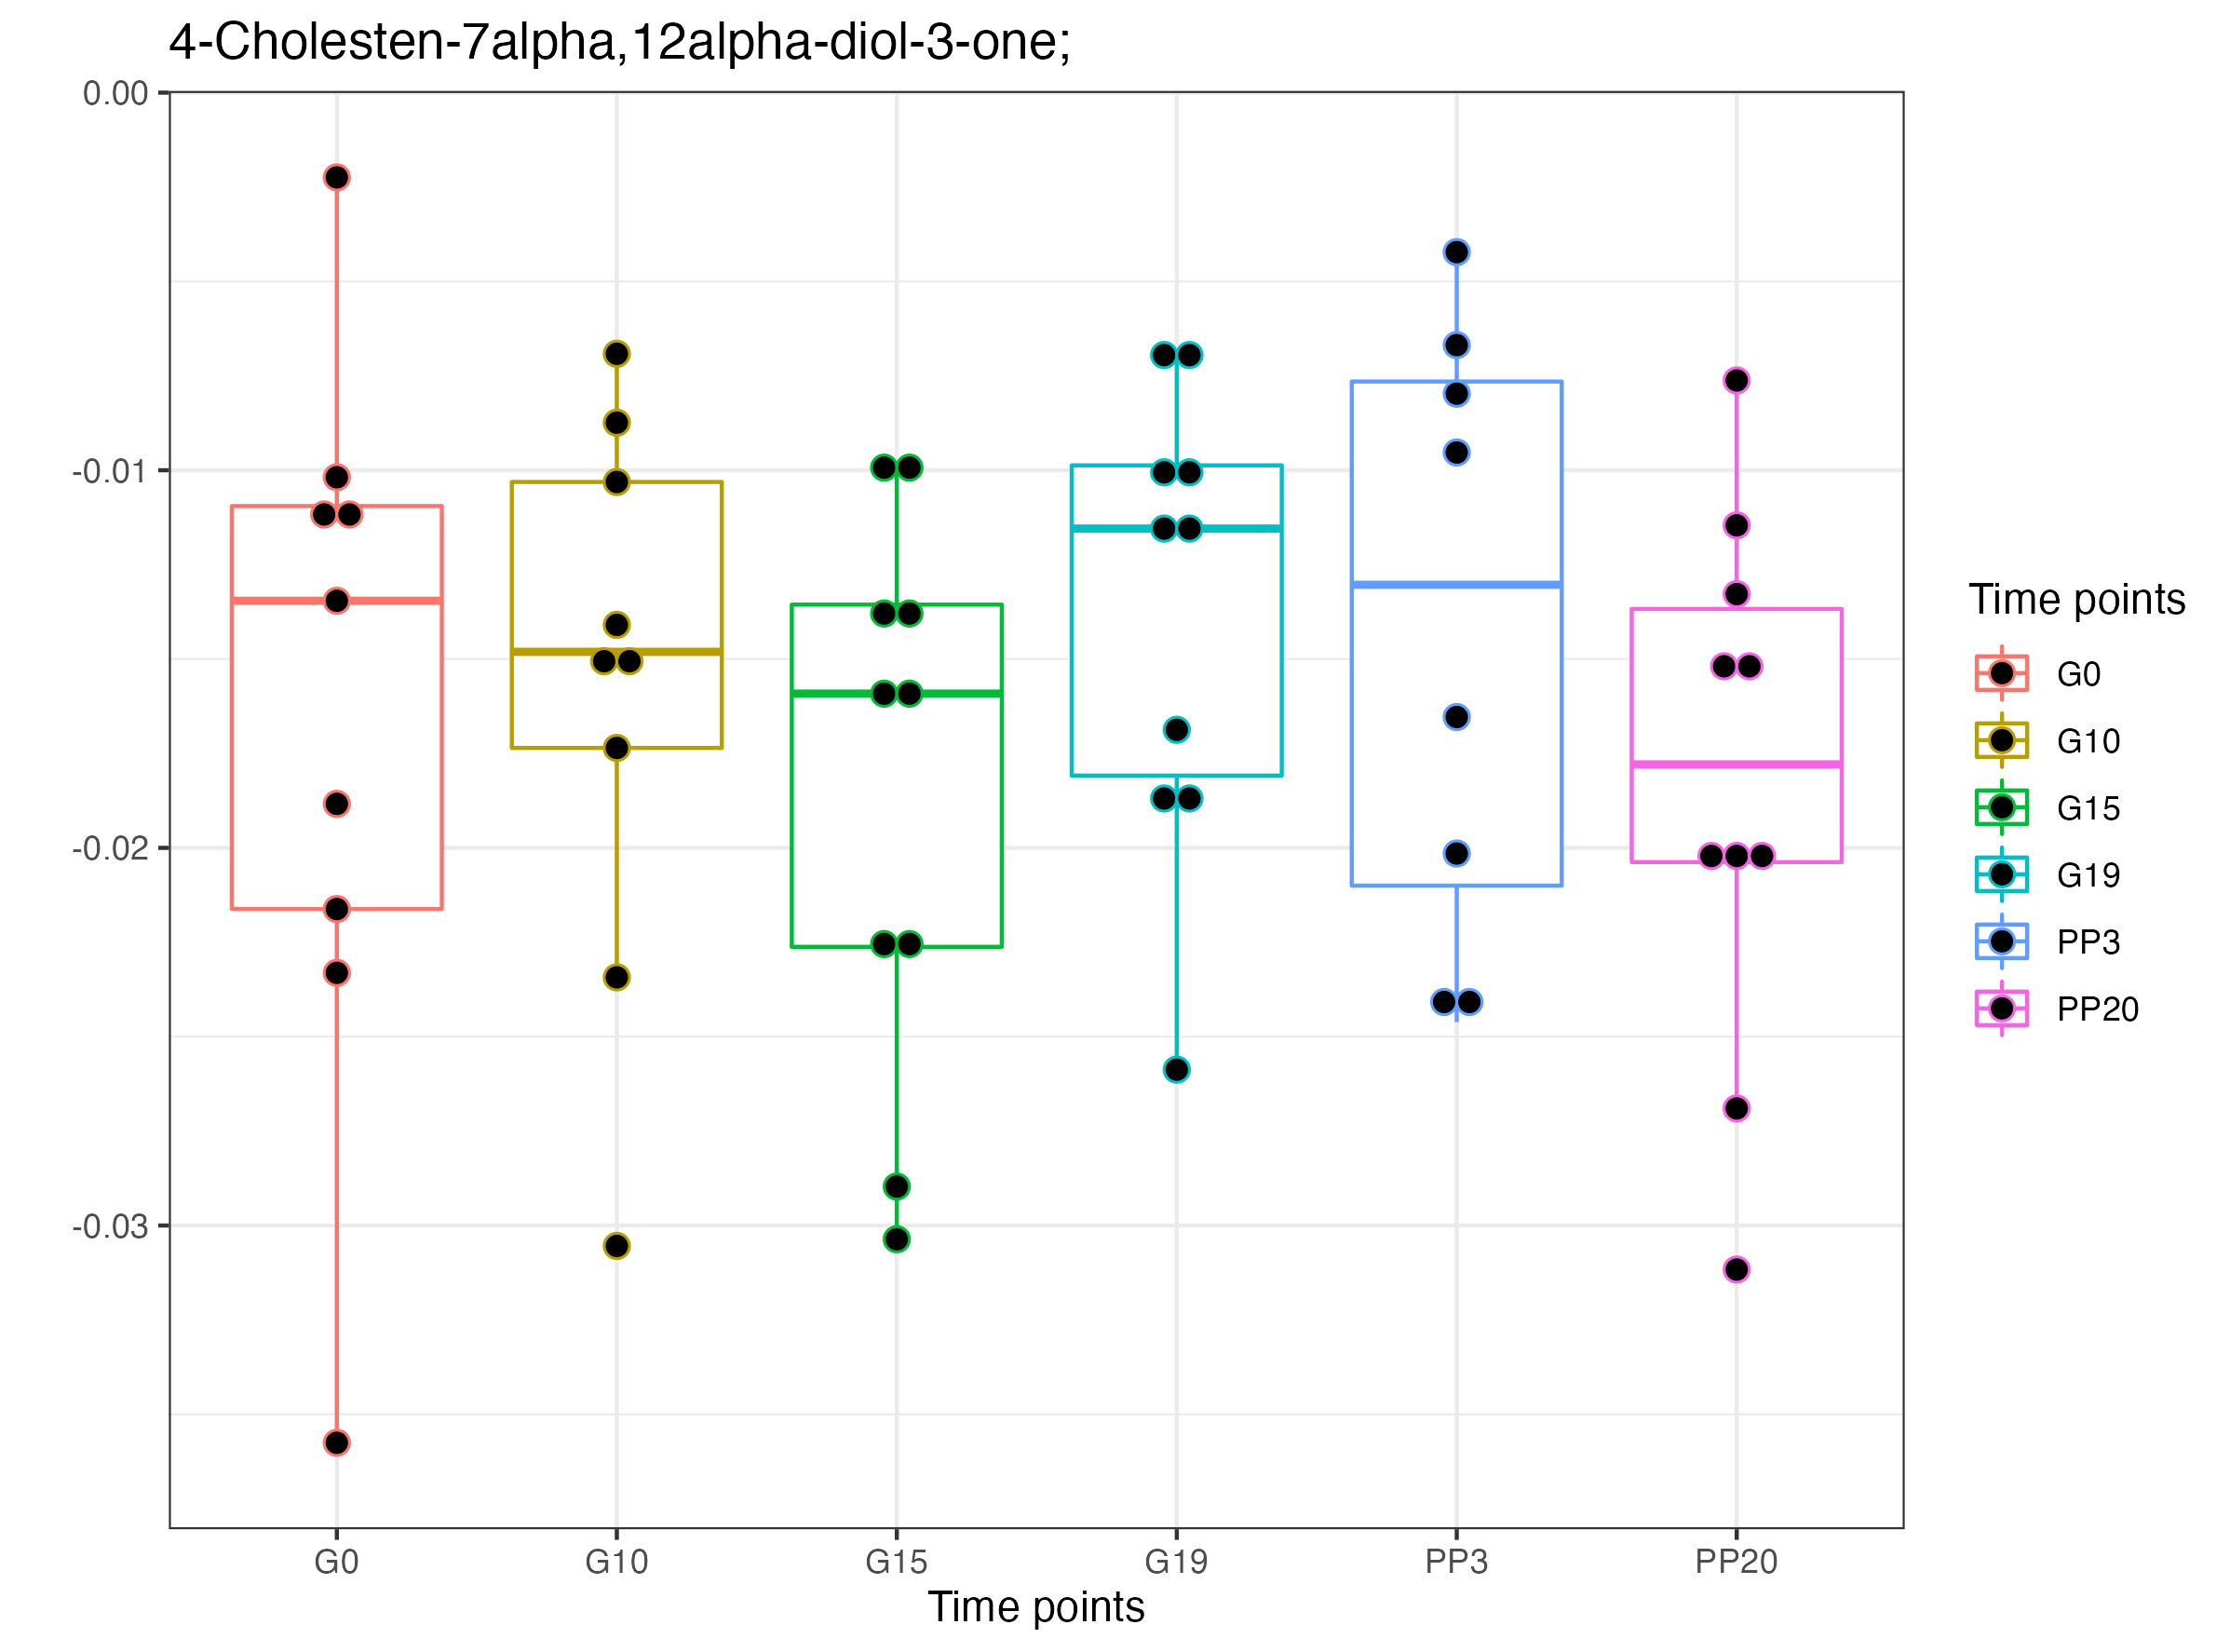 4-Cholesten-7alpha,12alpha-diol-3-one;
0.00
-0.01
-0.02
-0.03
G0 G10 G15 G19 PP3 PP20
Time points
Time points
G0
G10
G15
G19
PP3
PP20